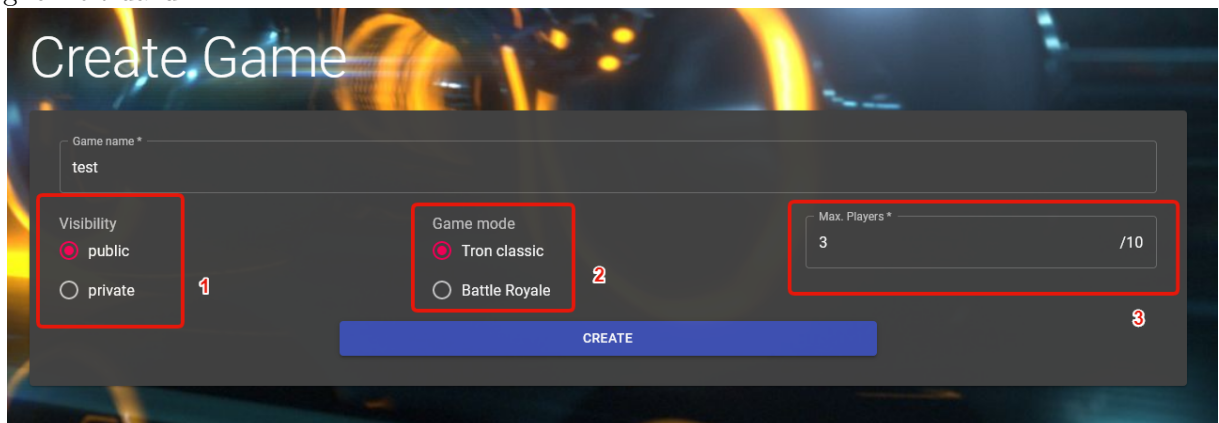 Create Game
Game name *
test
Visibility
public
private
1
Game mode
Tron classic
Battle Royale
2
Max. Players *
3 /10
3
CREATE